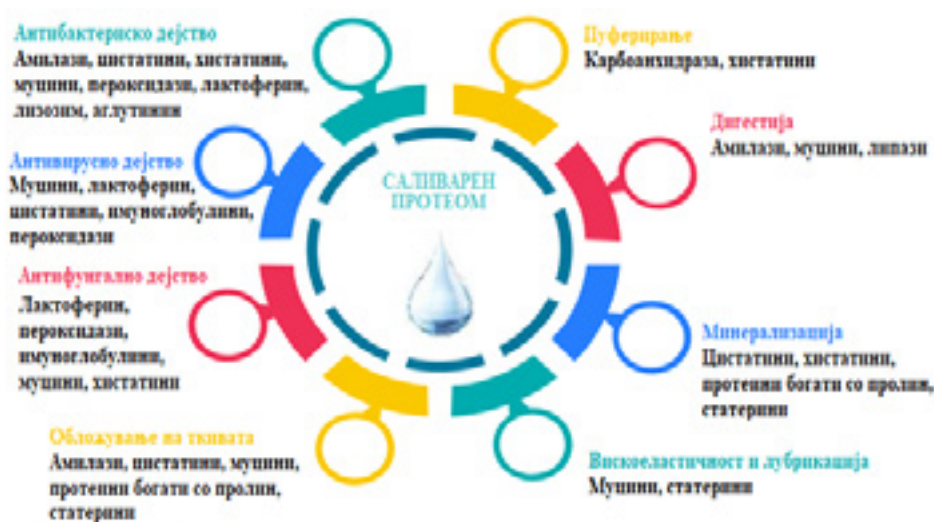 Антибактериско дејство
Амилази, цистатини, хистатини,
муцини, пероксидази, лактоферин,
лизозим, аглутинин
Антивирусно дејство
Муцини, лактоферин,
цистатини, имуноглобулини,
пероксидази
Антифунгално дејство
Лактоферин,
пероксидази,
имуноглобулини,
муцини, хистатини
Обложување на ткивата
Амилази, цистатини, муцини,
протеини богати со пролин,
статерини
САЛИВАРЕН
ПРОТЕОМ
Пуферирање
Карбоанхидраза, хистатини
Дигестија
Амилази, муцини, липази
Минерализација
Цистатини, хистатини,
протеини богати со пролин,
статерини
Вискоеластичност и лубрикација
Муцини, статерини